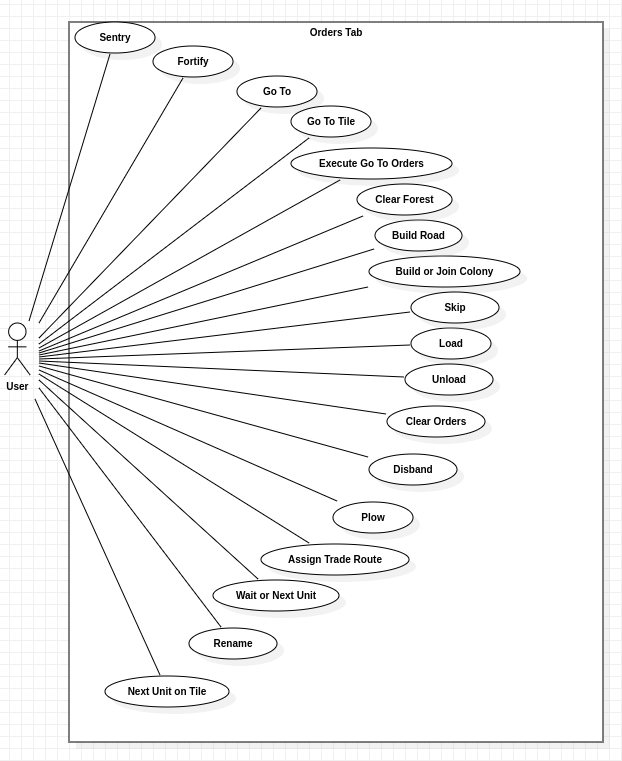 Orders Tab
Sentry
Fortify
Go To
Go To Tile
Execute Go To Orders
Clear Forest
Build Road
Build or Join Colony
Skip
Load
Unload
User
Clear Orders
Disband
Plow
Assign Trade Route
Wait or Next Unit
Rename
Next Unit on Tile